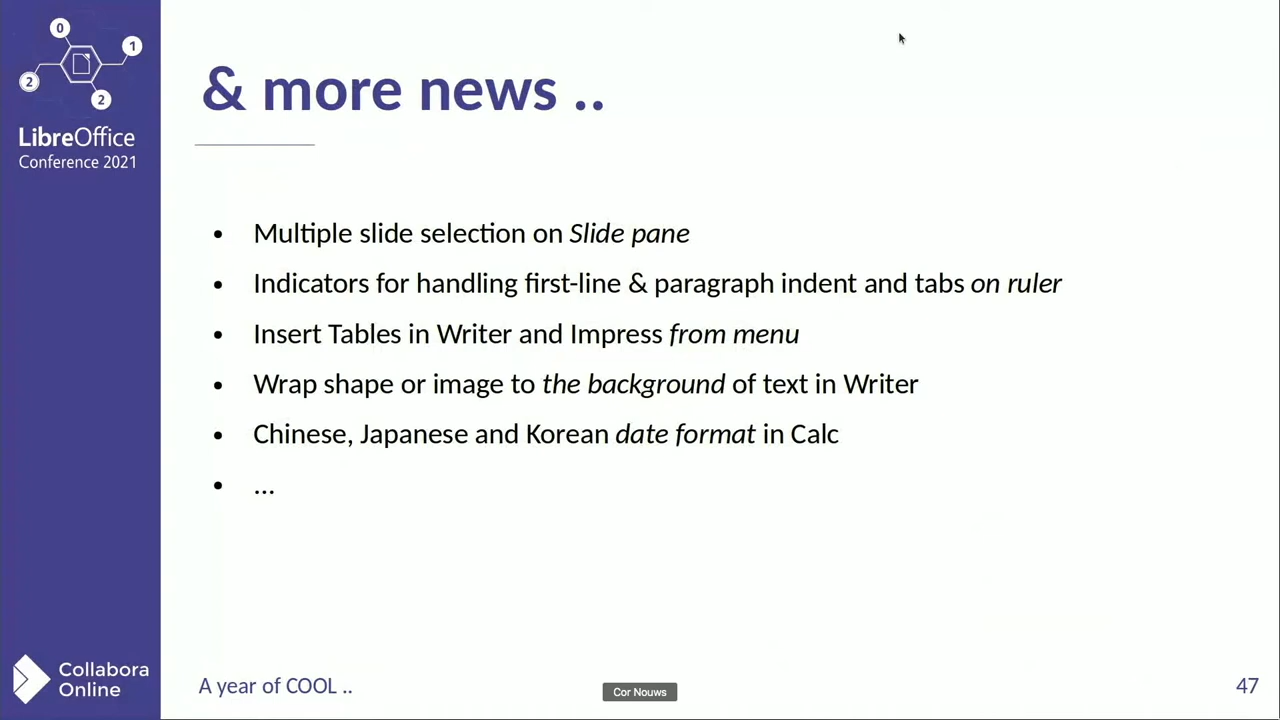 0
1
2
2
LibreOffice
Conference 2021
& more news ..
• Multiple slide selection on Slide pane
• Indicators for handling first-line & paragraph indent and tabs on ruler
• Insert Tables in Writer and Impress from menu
• Wrap shape or image to the background of text in Writer
• Chinese, Japanese and Korean date format in Calc
• ...
Collabora
Online
A year of COOL ..
Cor Nouws
47